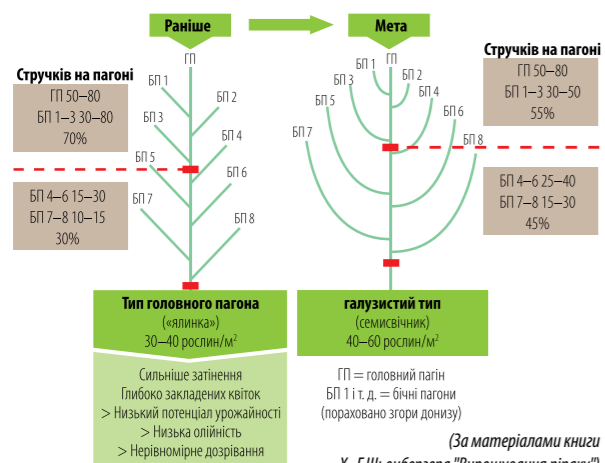 Раніше
Мета
Стручків на пагоні
ГП 50–80
БП 1–3 30–80
70%
БП 4–6 15–30
БП 7–8 10–15
30%
ГП
БП 1
БП 2
БП 3
БП 4
БП 5
БП 6
БП 7
БП 8
ГП
БП 1
БП 2
БП 3
БП 4
БП 5
БП 6
БП 7
БП 8
Стручків на пагоні
ГП 50–80
БП 1–3 30–50
55%
БП 4–6 25–40
БП 7–8 15–30
45%
Тип головного пагона
(«ялинка»)
30–40 рослин/м²
Сильніше затінення
Глибоко закладених квіток
> Низький потенціал урожайності
> Низька олійність
> Нерівномірне дозрівання
галузистий тип
(семисвічник)
40–60 рослин/м²
ГП = головний пагін
БП 1 і т. д. = бічні пагони
(пораховано згори донизу)
(За матеріалами книги